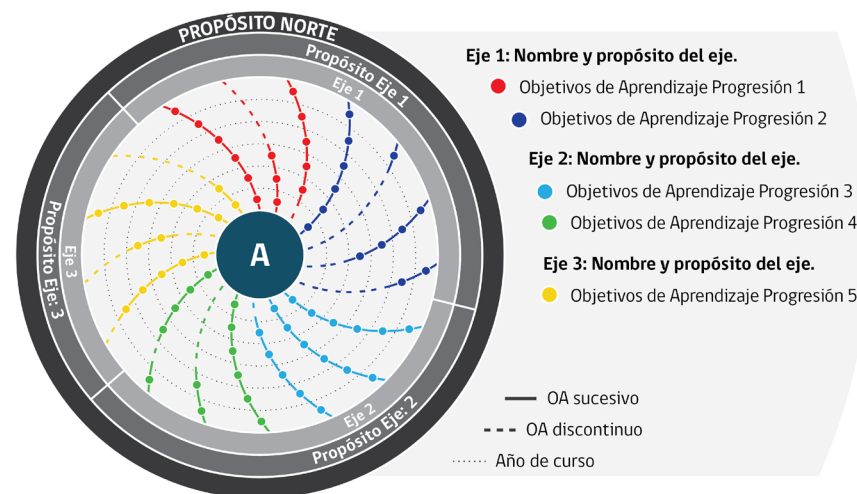 PROPÓSITO NORTE
Propósito Eje 1
Eje 1
Propósito Eje: 3
Eje 3
A
Eje 2
Propósito Eje: 2
Eje 1: Nombre y propósito del eje.
Objetivos de Aprendizaje Progresión 1
Objetivos de Aprendizaje Progresión 2
Eje 2: Nombre y propósito del eje.
Objetivos de Aprendizaje Progresión 3
Objetivos de Aprendizaje Progresión 4
Eje 3: Nombre y propósito del eje.
Objetivos de Aprendizaje Progresión 5
OA sucesivo
OA discontinuo
Año de curso